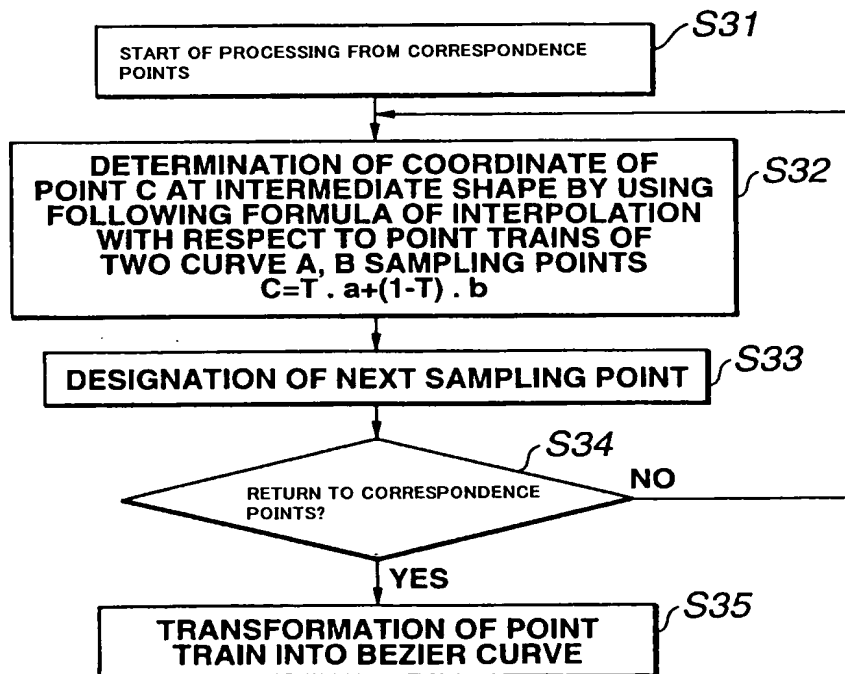 S31
START OF PROCESSING FROM CORRESPONDENCE
POINTS
S32
DETERMINATION OF COORDINATE OF
POINT C AT INTERMEDIATE SHAPE BY USING
FOLLOWING FORMULA OF INTERPOLATION
WITH RESPECT TO POINT TRAINS OF
TWO CURVE A, B SAMPLING POINTS
C=T . a+(1-T) . b
S33
DESIGNATION OF NEXT SAMPLING POINT
S34
RETURN TO CORRESPONDENCE
POINTS?
NO
YES
S35
TRANSFORMATION OF POINT
TRAIN INTO BEZIER CURVE